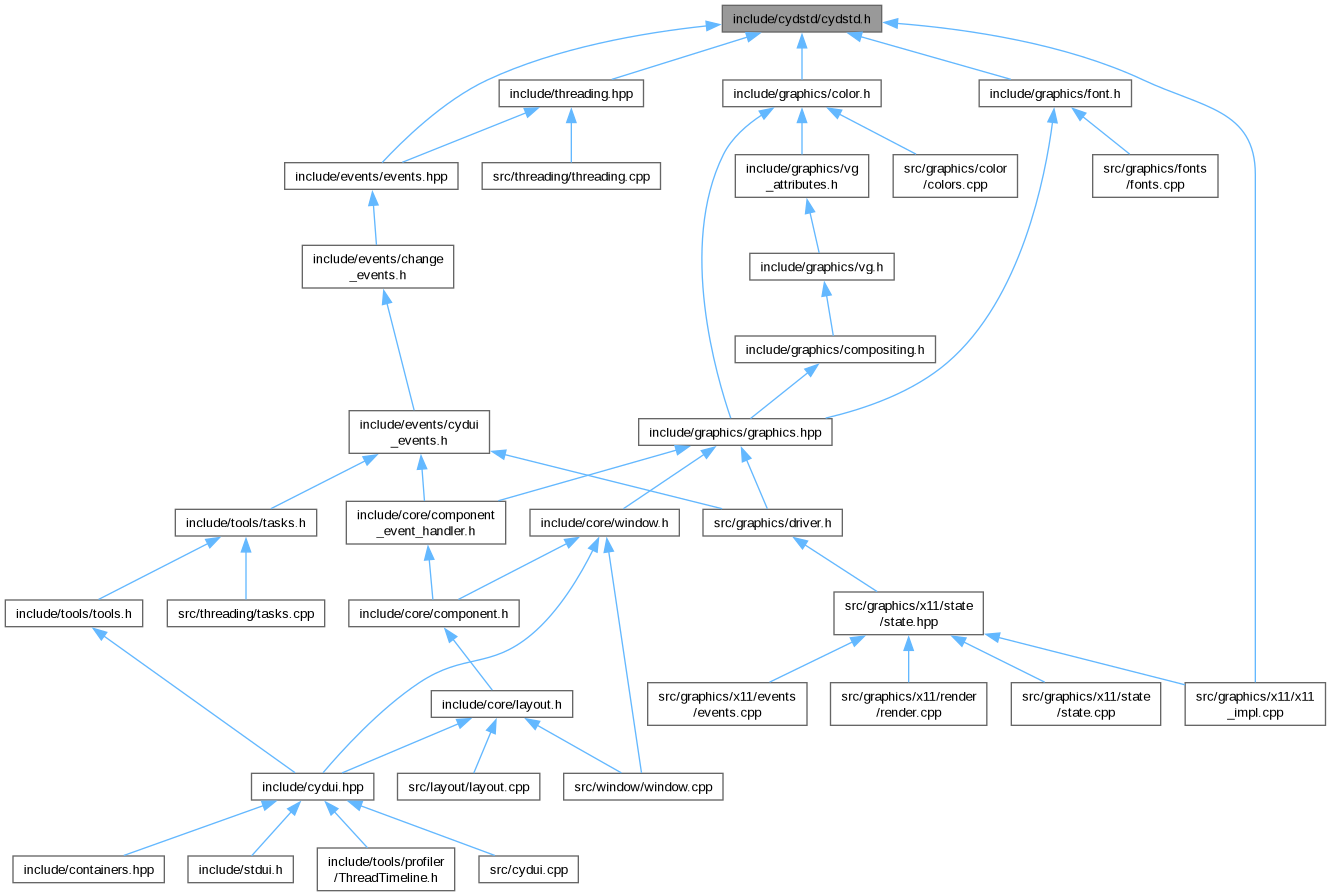 include/cydstd/cydstd.h
include/threading.hpp
include/graphics/color.h
include/graphics/font.h
include/events/events.hpp
src/threading/threading.cpp
include/graphics/vg
_attributes.h
src/graphics/color
/colors.cpp
src/graphics/fonts
/fonts.cpp
include/events/change
_events.h
include/graphics/vg.h
include/graphics/compositing.h
include/events/cydui
_events.h
include/graphics/graphics.hpp
include/tools/tasks.h
include/core/component
_event_handler.h
include/core/window.h
src/graphics/driver.h
include/tools/tools.h
src/threading/tasks.cpp
include/core/component.h
src/graphics/x11/state
/state.hpp
include/core/layout.h
src/graphics/x11/events
/events.cpp
src/graphics/x11/render
/render.cpp
src/graphics/x11/state
/state.cpp
src/graphics/x11/x11
_impl.cpp
include/cydui.hpp
src/layout/layout.cpp
src/window/window.cpp
include/containers.hpp
include/stdui.h
include/tools/profiler
/ThreadTimeline.h
src/cydui.cpp